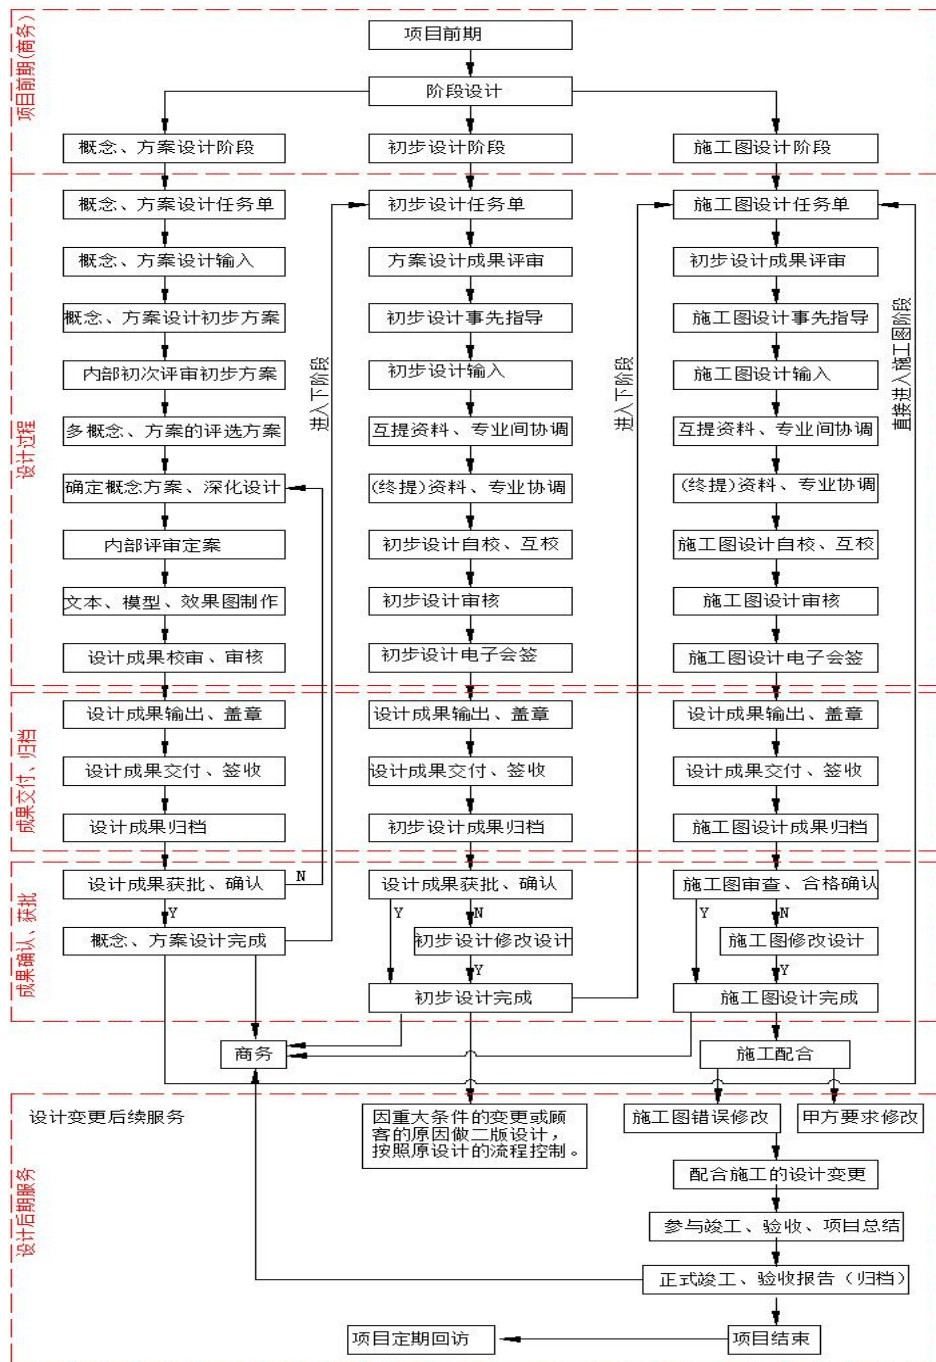 项目前期(商务)
项目前期
阶段设计
概念、方案设计阶段
初步设计阶段
施工图设计阶段
设计过程
概念、方案设计任务单
初步设计任务单
施工图设计任务单
概念、方案设计输入
方案设计成果评审
初步设计成果评审
概念、方案设计初步方案
初步设计事先指导
施工图设计事先指导
内部初次评审初步方案
初步设计输入
施工图设计输入
进入下阶段
进入下阶段
直接进入施工图阶段
多概念、方案的评选方案
互提资料、专业间协调
互提资料、专业间协调
确定概念方案、深化设计
(终提)资料、专业协调
(终提)资料、专业协调
内部评审定案
初步设计自校、互校
施工图设计自校、互校
文本、模型、效果图制作
初步设计审核
施工图设计审核
设计成果校审、审核
初步设计电子会签
施工图设计电子会签
成果交付、归档
设计成果输出、盖章
设计成果输出、盖章
设计成果输出、盖章
设计成果交付、签收
设计成果交付、签收
设计成果交付、签收
设计成果归档
初步设计成果归档
施工图设计成果归档
成果确认、获批
设计成果获批、确认
N
设计成果获批、确认
施工图审查、合格确认
Y
Y
N
Y
N
概念、方案设计完成
初步设计修改设计
施工图修改设计
Y
Y
初步设计完成
施工图设计完成
商务
施工配合
设计后期服务
设计变更后续服务
因重大条件的变更或顾
客的原因做二版设计，
按照原设计的流程控制。
施工图错误修改
甲方要求修改
配合施工的设计变更
参与竣工、验收、项目总结
正式竣工、验收报告（归档）
项目定期回访
项目结束